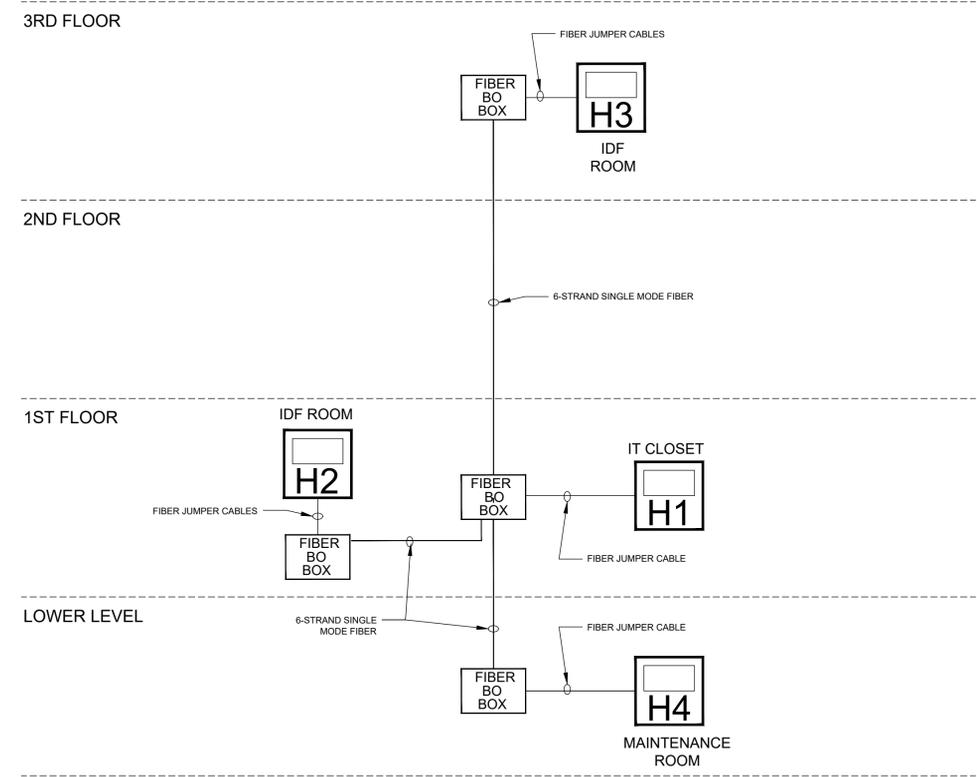 3RD FLOOR
FIBER JUMPER CABLES
FIBER
BO
BOX
H3
IDF
ROOM
2ND FLOOR
6-STRAND SINGLE MODE FIBER
1ST FLOOR
IDF ROOM
H2
FIBER JUMPER CABLES
FIBER
BO
BOX
FIBER
BO
BOX
IT CLOSET
H1
FIBER JUMPER CABLE
LOWER LEVEL
6-STRAND SINGLE
MODE FIBER
FIBER JUMPER CABLE
FIBER
BO
BOX
H4
MAINTENANCE
ROOM